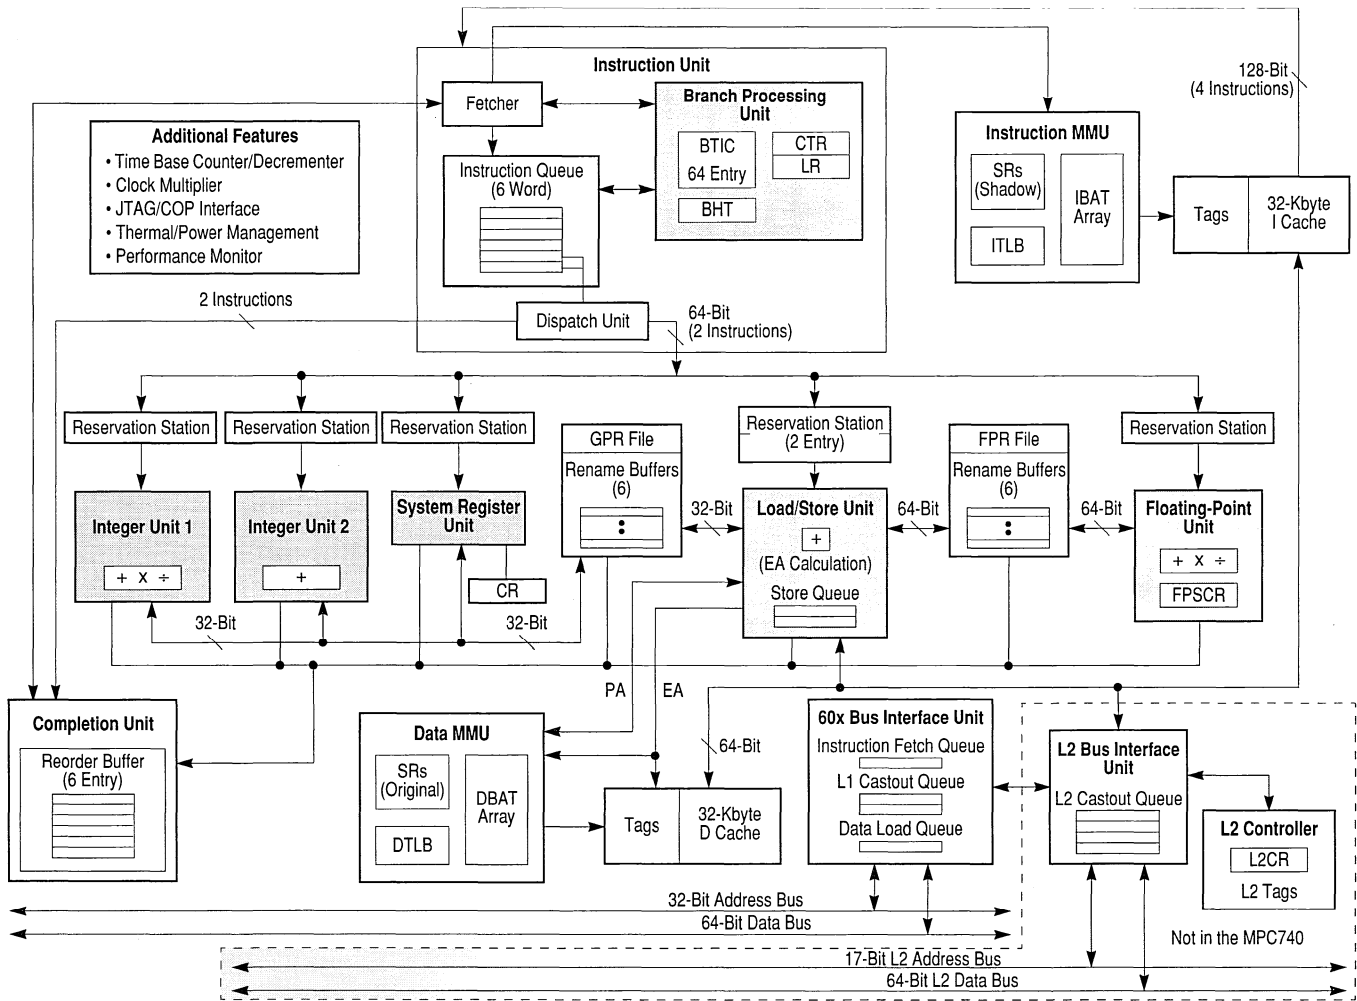 Instruction Unit
Fetcher
Branch Processing
Unit
BTIC
64 Entry
CTR
LR
BHT
Instruction Queue
(6 Word)
Dispatch Unit
64-Bit
(2 Instructions)
2 Instructions
Additional Features
• Time Base Counter/Decrementer
• Clock Multiplier
• JTAG/COP Interface
• Thermal/Power Management
• Performance Monitor
128-Bit
(4 Instructions)
Instruction MMU
SRs
(Shadow)
ITLB
IBAT
Array
Tags
32-Kbyte
I Cache
Reservation Station
Reservation Station
Reservation Station
Reservation Station
(2 Entry)
Reservation Station
Integer Unit 1
+ x ÷
Integer Unit 2
+
System Register
Unit
CR
GPR File
Rename Buffers
(6)
32-Bit
Load/Store Unit
+
(EA Calculation)
Store Queue
64-Bit
FPR File
Rename Buffers
(6)
64-Bit
Floating-Point
Unit
+ x ÷
FPSCR
32-Bit
32-Bit
PA
EA
Completion Unit
Reorder Buffer
(6 Entry)
Data MMU
SRs
(Original)
DTLB
DBAT
Array
64-Bit
Tags
32-Kbyte
D Cache
60x Bus Interface Unit
Instruction Fetch Queue
L1 Castout Queue
Data Load Queue
L2 Bus Interface
Unit
L2 Castout Queue
L2 Controller
L2CR
L2 Tags
32-Bit Address Bus
64-Bit Data Bus
Not in the MPC740
17-Bit L2 Address Bus
64-Bit L2 Data Bus